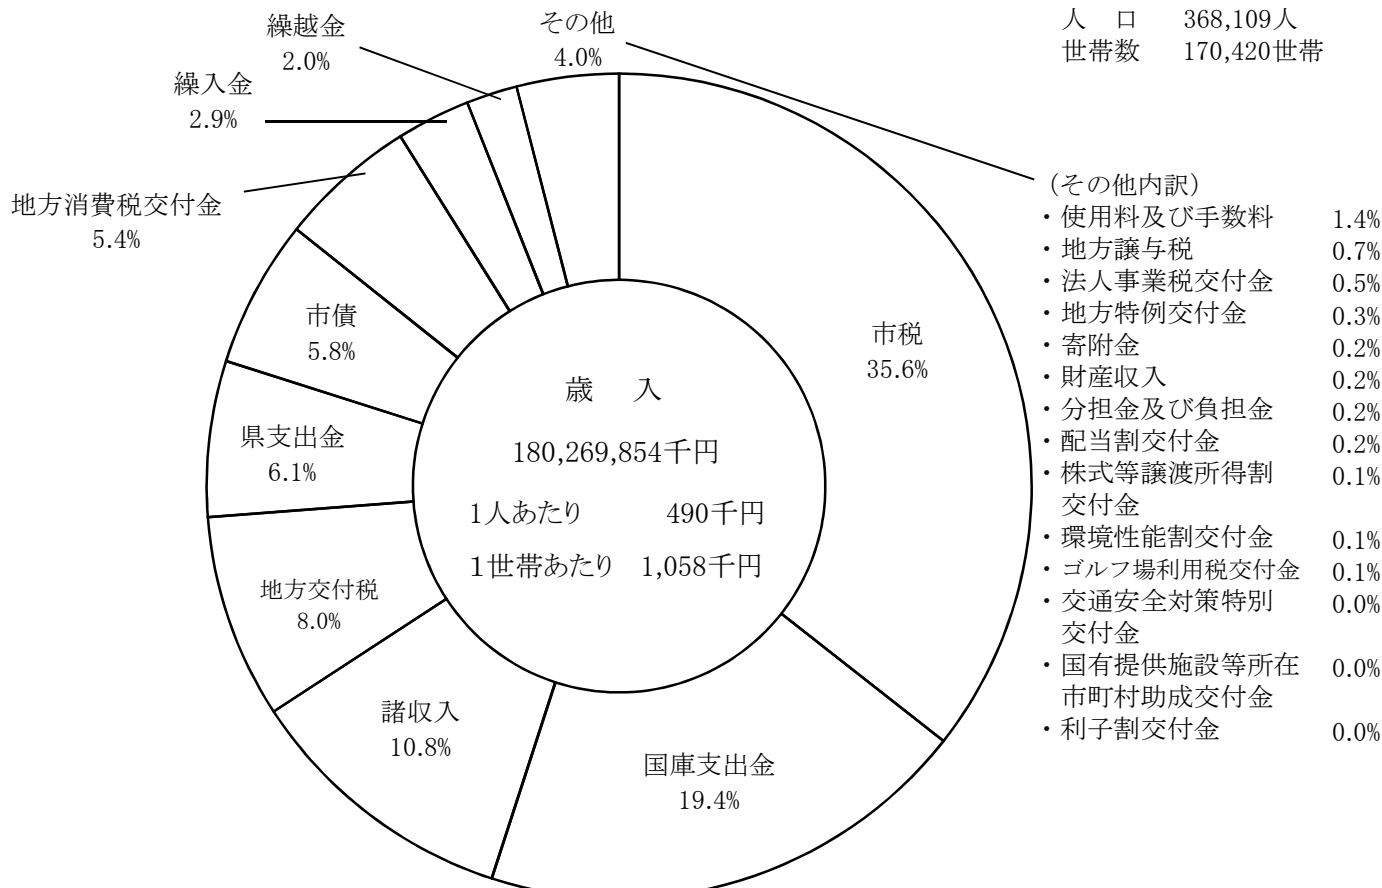 人　口　368,109人
世帯数　170,420世帯
繰越金
2.0%
その他
4.0%
繰入金
2.9%
地方消費税交付金
5.4%
市債
5.8%
県支出金
6.1%
地方交付税
8.0%
諸収入
10.8%
国庫支出金
19.4%
市税
35.6%
歳　入
180,269,854千円
1人あたり　490千円
1世帯あたり　1,058千円
（その他内訳）
・使用料及び手数料　1.4%
・地方譲与税　0.7%
・法人事業税交付金　0.5%
・地方特例交付金　0.3%
・寄附金　0.2%
・財産収入　0.2%
・分担金及び負担金　0.2%
・配当割交付金　0.2%
・株式等譲渡所得割　0.1%
交付金
・環境性能割交付金　0.1%
・ゴルフ場利用税交付金　0.1%
・交通安全対策特別　0.0%
交付金
・国有提供施設等所在　0.0%
市町村助成交付金
・利子割交付金　0.0%